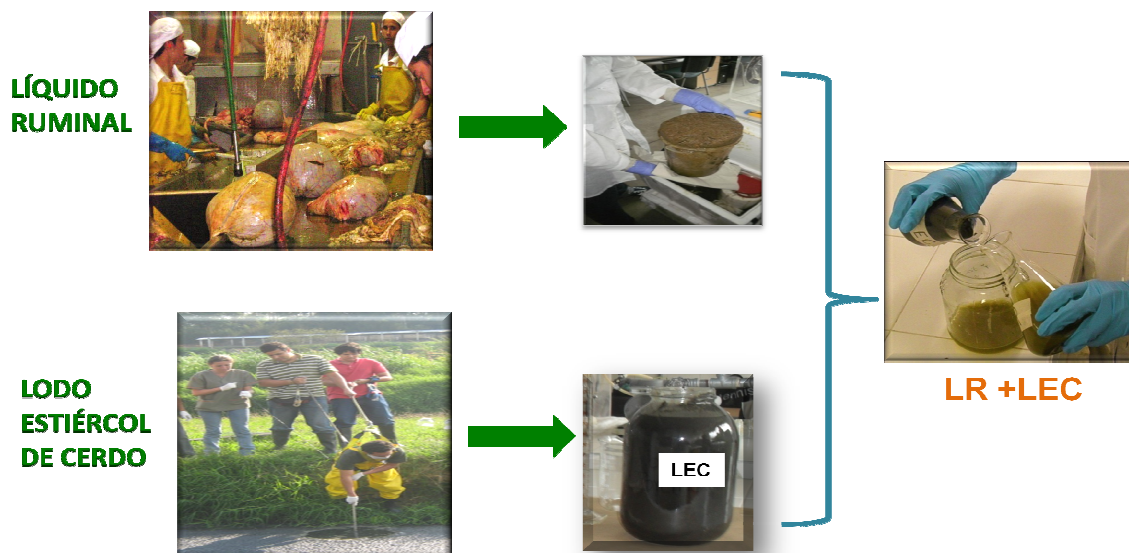 LÍQUIDO
RUMINAL
LODO
ESTIÉRCOL
DE CERDO
LEC
LR +LEC